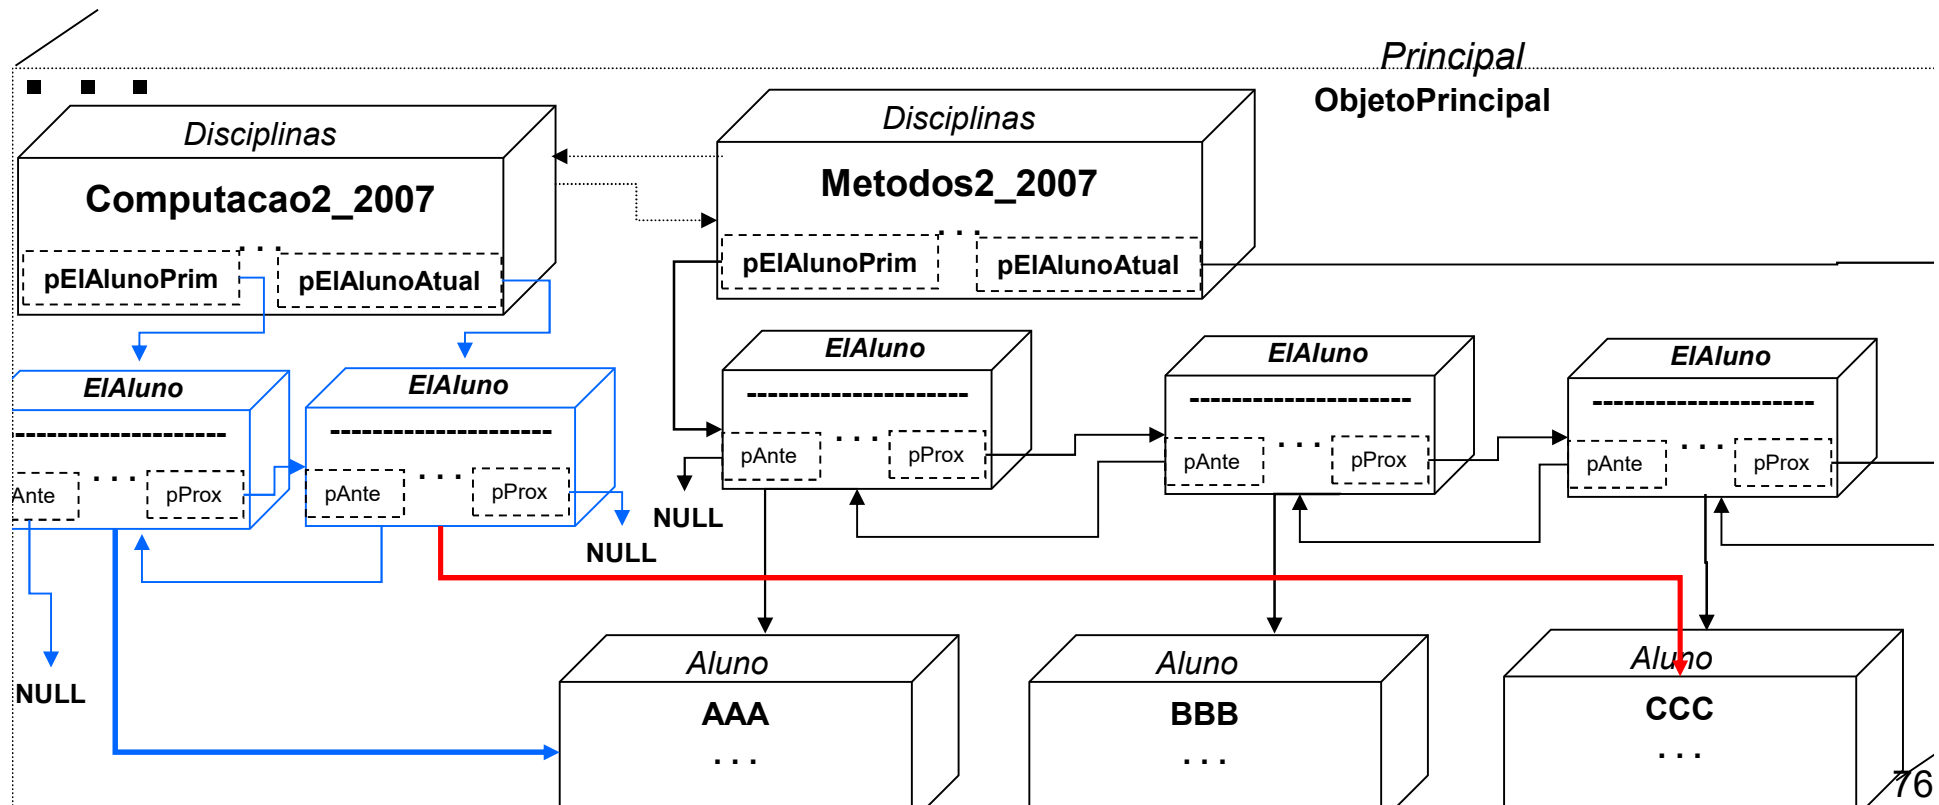 Principal
ObjetoPrincipal
Disciplinas
Computacao2_2007
. . .
pElAlunoPrim
pElAlunoAtual
Disciplinas
Metodos2_2007
. . .
pElAlunoPrim
pElAlunoAtual
ElAluno
---------------------
Ante
. . .
pProx
ElAluno
---------------------
pAnte
. . .
pProx
ElAluno
---------------------
pAnte
. . .
pProx
ElAluno
---------------------
pAnte
. . .
pProx
ElAluno
---------------------
pAnte
. . .
pProx
NULL
NULL
NULL
Aluno
AAA
. . .
Aluno
BBB
. . .
Aluno
CCC
. . .
76